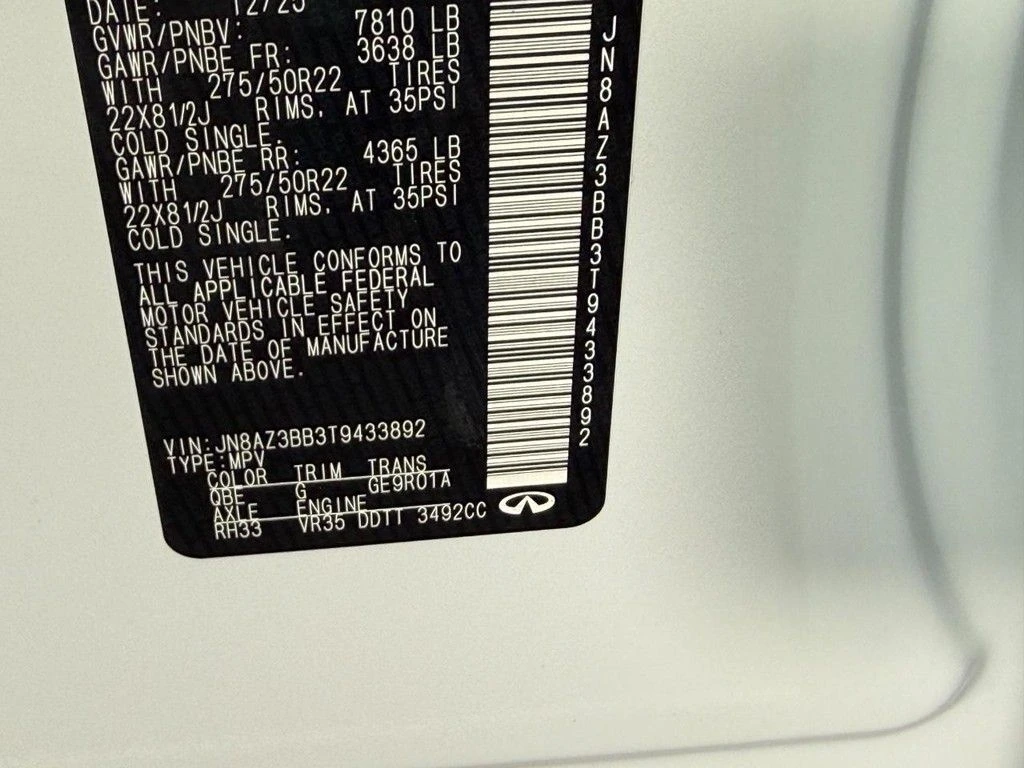 DATE: 12/25
GVWR/PNBV: 7810 LB
GAWR/PNBE FR: 3638 LB
WITH 275/50R22 TIRES
22X81/2J RIMS, AT 35PSI
COLD SINGLE.
GAWR/PNBE RR: 4365 LB
WITH 275/50R22 TIRES
22X81/2J RIMS, AT 35PSI
COLD SINGLE.
THIS VEHICLE CONFORMS TO
ALL APPLICABLE FEDERAL
MOTOR VEHICLE SAFETY
STANDARDS IN EFFECT ON
THE DATE OF MANUFACTURE
SHOWN ABOVE.
VIN:JN8AZ3BB3T9433892
TYPE:MPV
COLOR TRIM TRANS
QBE G GE9R01A
AXLE ENGINE
RH33 VR35 DDTT 3492CC
JN8AZ3BB3T9433892